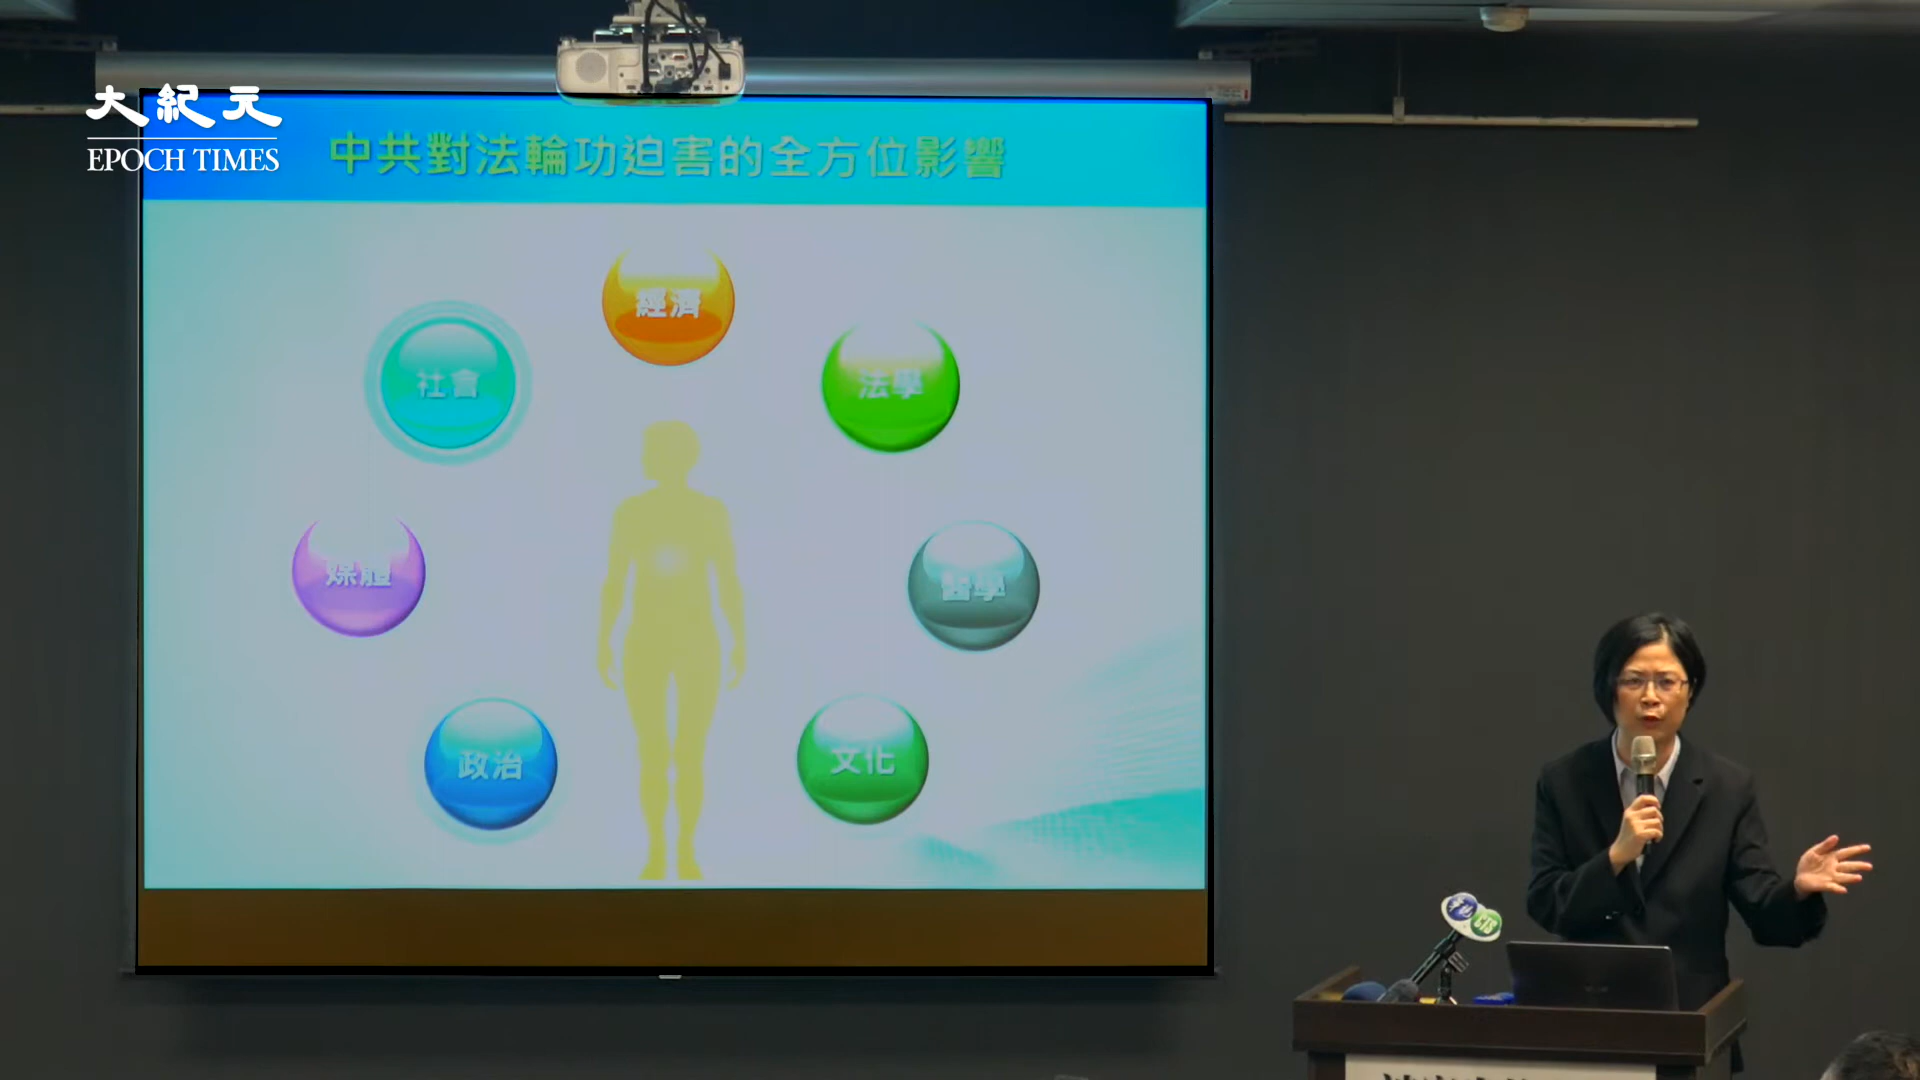 大紀元
EPOCH TIMES
中共對法輪功迫害的全方位影響
經濟
社會
法學
媒體
醫學
政治
文化
CTS